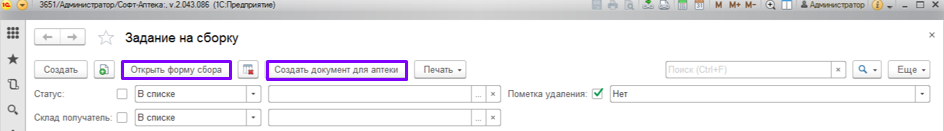 3651/Администратор/Софт-Аптека:, v.2.043.086 (1С:Предприятие) M M+ M- Администратор
Задание на сборку
Создать Открыть форму сбора Создать документ для аптеки Печать Поиск (Ctrl+F) × Еще
Статус: В списке ... × Пометка удаления: Нет
Склад получатель: В списке ... ×